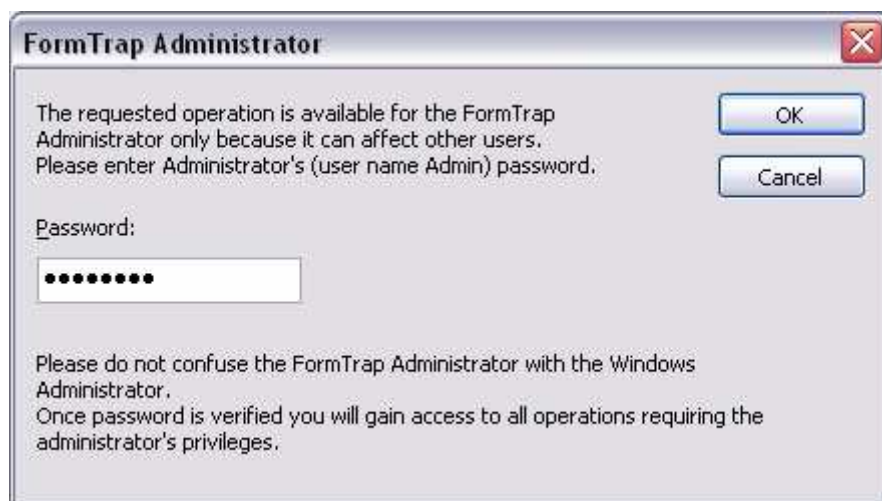 FormTrap Administrator
The requested operation is available for the FormTrap
Administrator only because it can affect other users.
Please enter Administrator's (user name Admin) password.
OK
Cancel
Password:
••••••••
Please do not confuse the FormTrap Administrator with the Windows
Administrator.
Once password is verified you will gain access to all operations requiring the
administrator's privileges.